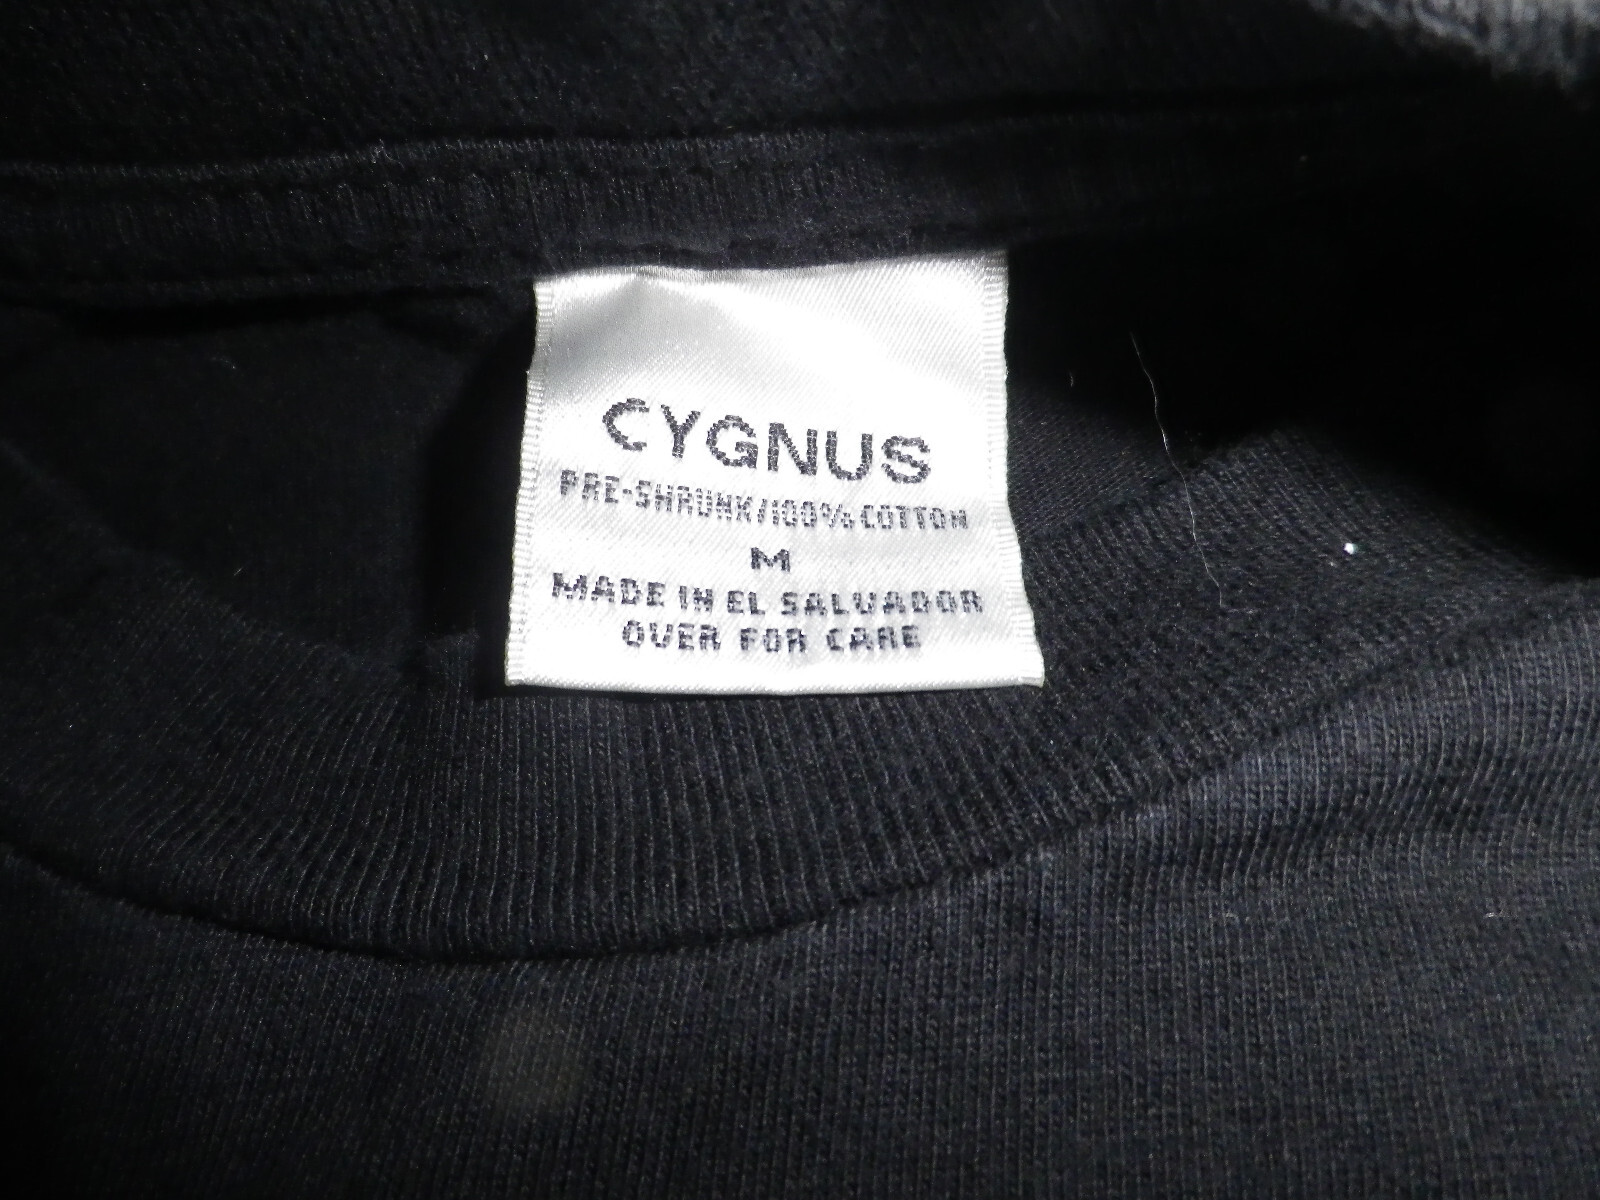 CYGNUS
PRE-SHRUNK/100% COTTON
M
MADE IN EL SALVADOR
OVER FOR CARE